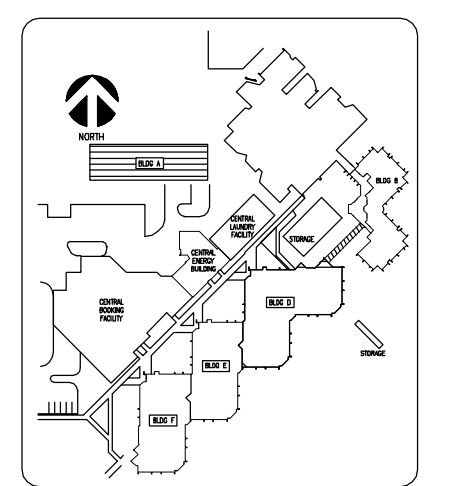 NORTH
BLDG A
BLDG B
CENTRAL
LAUNDRY
FACILITY
STORAGE
CENTRAL
ENERGY
BUILDING
CENTRAL
BOOKING
FACILITY
BLDG D
STORAGE
BLDG E
BLDG F